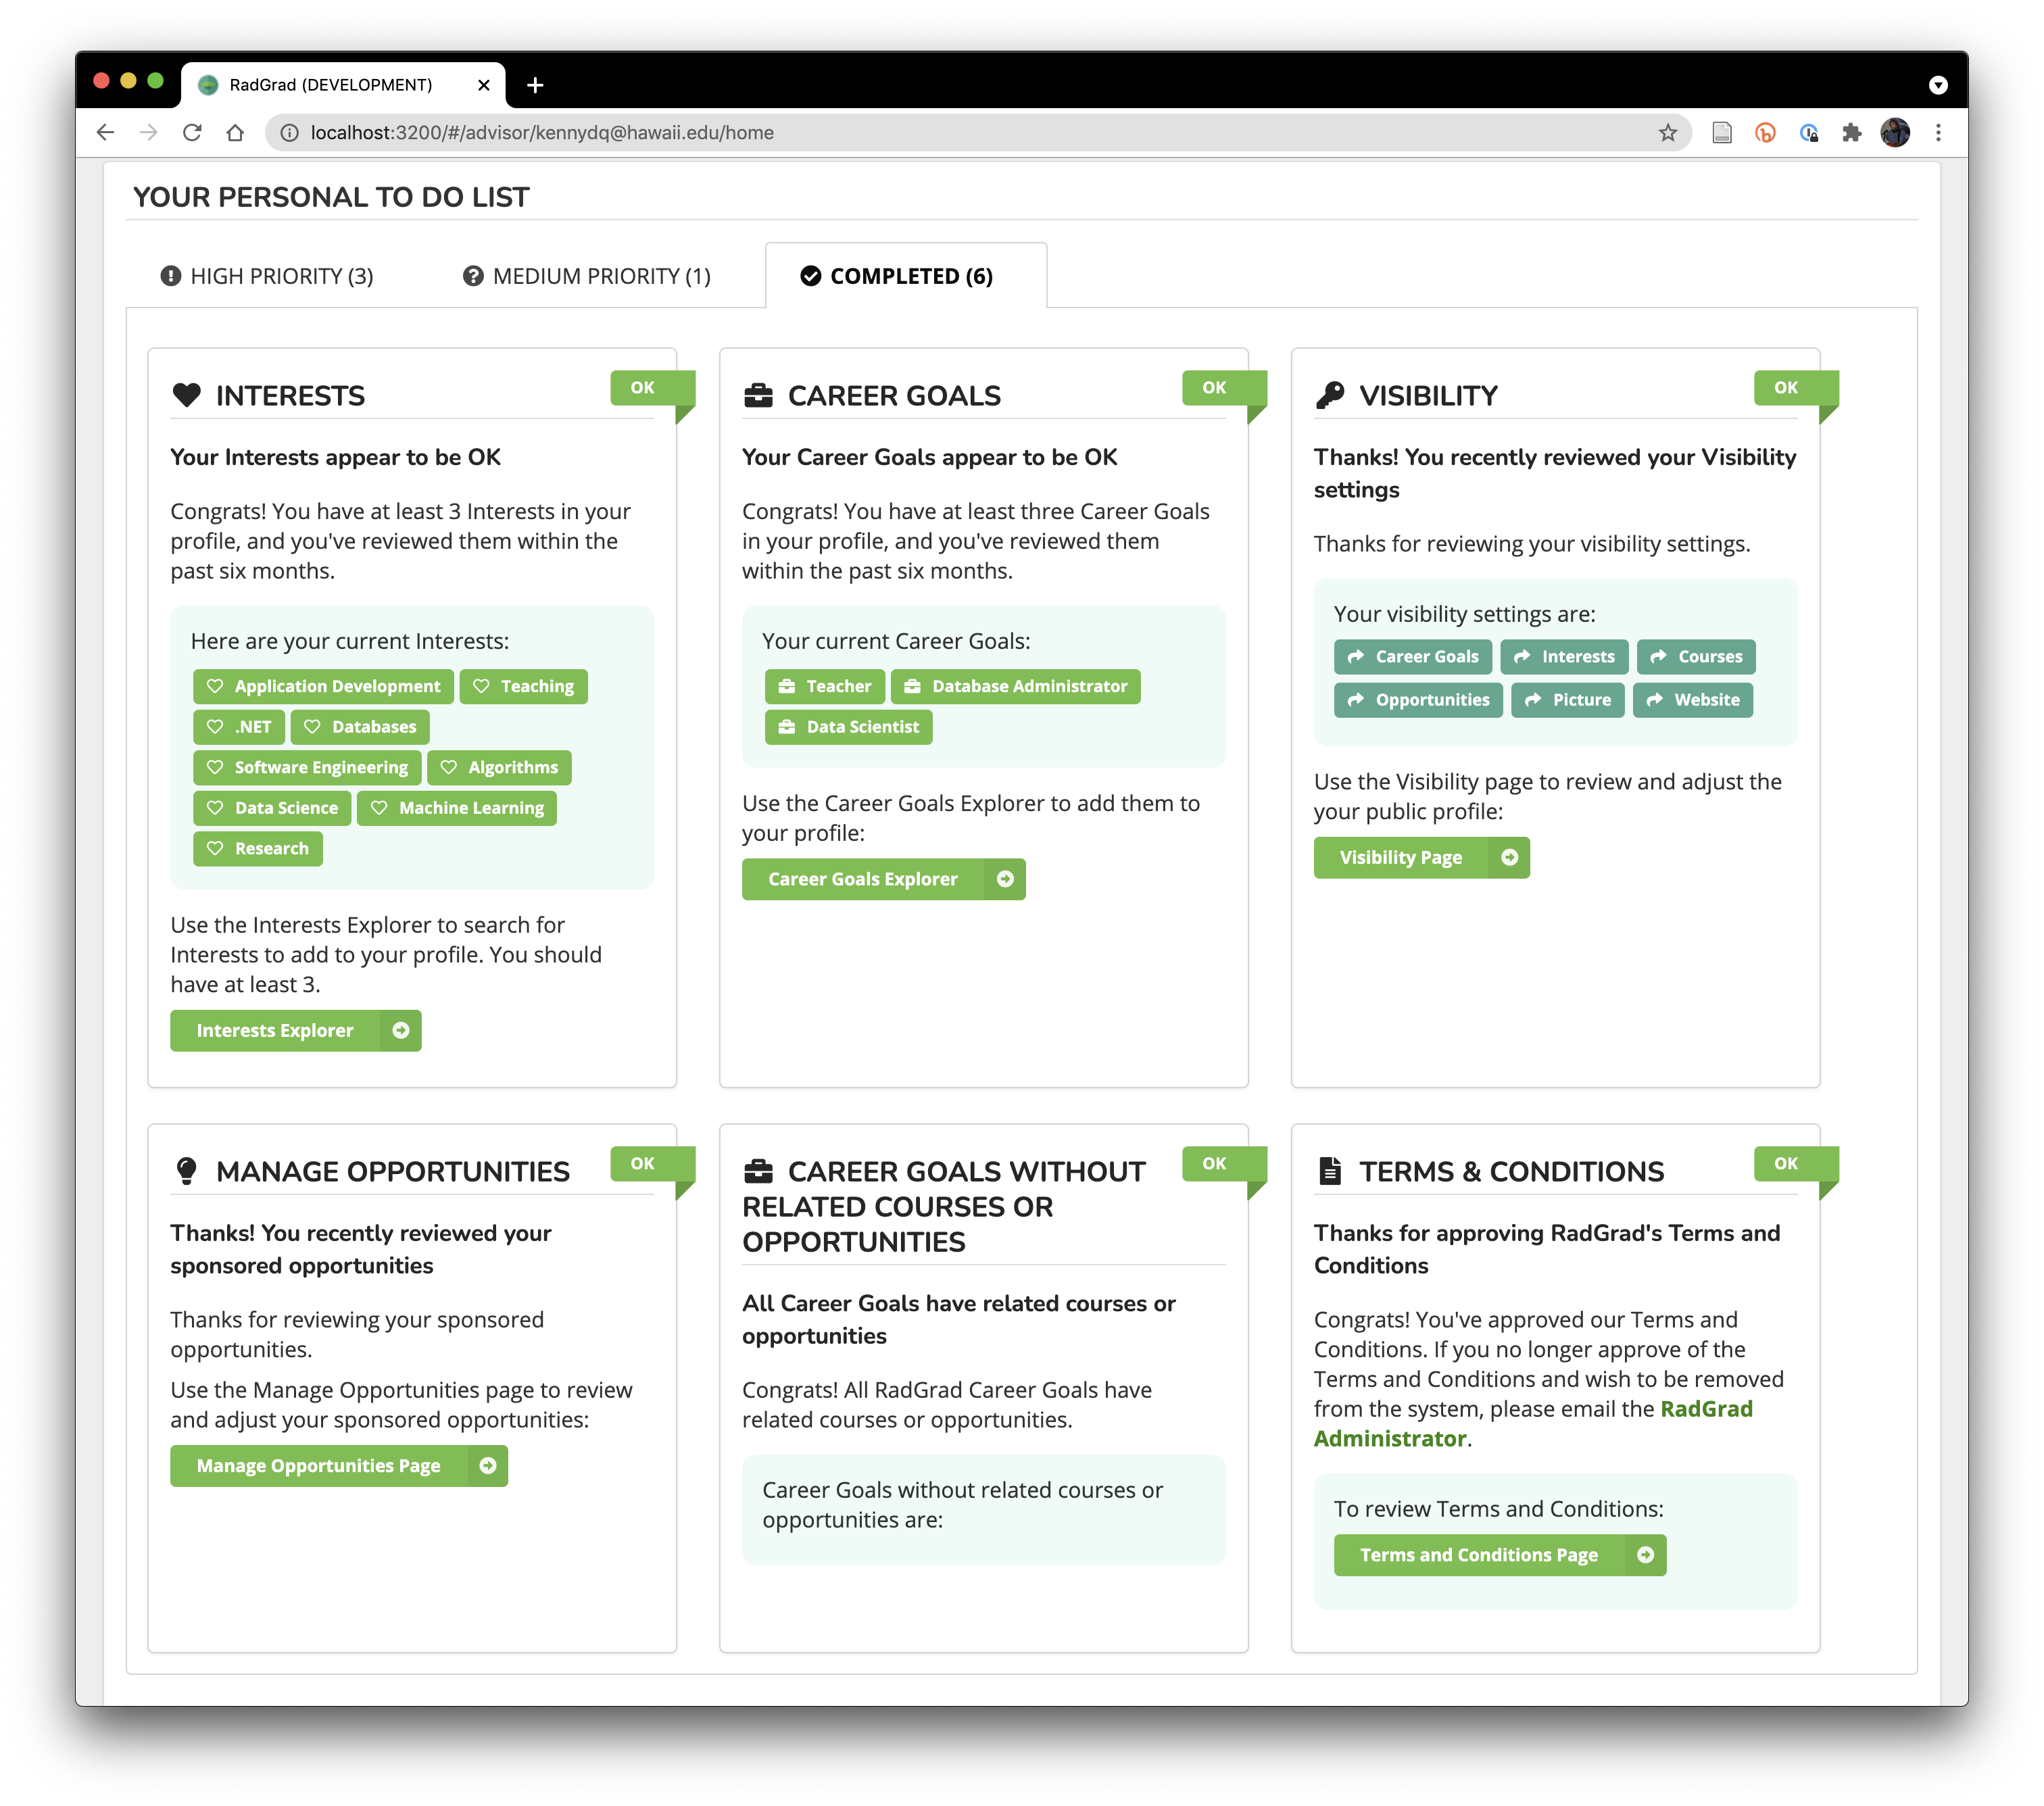 RadGrad (DEVELOPMENT)
localhost:3200/#/advisor/kennydq@hawaii.edu/home
YOUR PERSONAL TO DO LIST
HIGH PRIORITY (3)
MEDIUM PRIORITY (1)
COMPLETED (6)
INTERESTS
OK
Your Interests appear to be OK
Congrats! You have at least 3 Interests in your
profile, and you've reviewed them within the
past six months.
Here are your current Interests:
Application Development
Teaching
.NET
Databases
Software Engineering
Algorithms
Data Science
Machine Learning
Research
Use the Interests Explorer to search for
Interests to add to your profile. You should
have at least 3.
Interests Explorer
CAREER GOALS
OK
Your Career Goals appear to be OK
Congrats! You have at least three Career Goals
in your profile, and you've reviewed them
within the past six months.
Your current Career Goals:
Teacher
Database Administrator
Data Scientist
Use the Career Goals Explorer to add them to
your profile:
Career Goals Explorer
VISIBILITY
OK
Thanks! You recently reviewed your Visibility
settings
Thanks for reviewing your visibility settings.
Your visibility settings are:
Career Goals
Interests
Courses
Opportunities
Picture
Website
Use the Visibility page to review and adjust the
your public profile:
Visibility Page
MANAGE OPPORTUNITIES
OK
Thanks! You recently reviewed your
sponsored opportunities
Thanks for reviewing your sponsored
opportunities.
Use the Manage Opportunities page to review
and adjust your sponsored opportunities:
Manage Opportunities Page
CAREER GOALS WITHOUT
RELATED COURSES OR
OPPORTUNITIES
OK
All Career Goals have related courses or
opportunities
Congrats! All RadGrad Career Goals have
related courses or opportunities.
Career Goals without related courses or
opportunities are:
TERMS & CONDITIONS
OK
Thanks for approving RadGrad's Terms and
Conditions
Congrats! You've approved our Terms and
Conditions. If you no longer approve of the
Terms and Conditions and wish to be removed
from the system, please email the RadGrad
Administrator.
To review Terms and Conditions:
Terms and Conditions Page